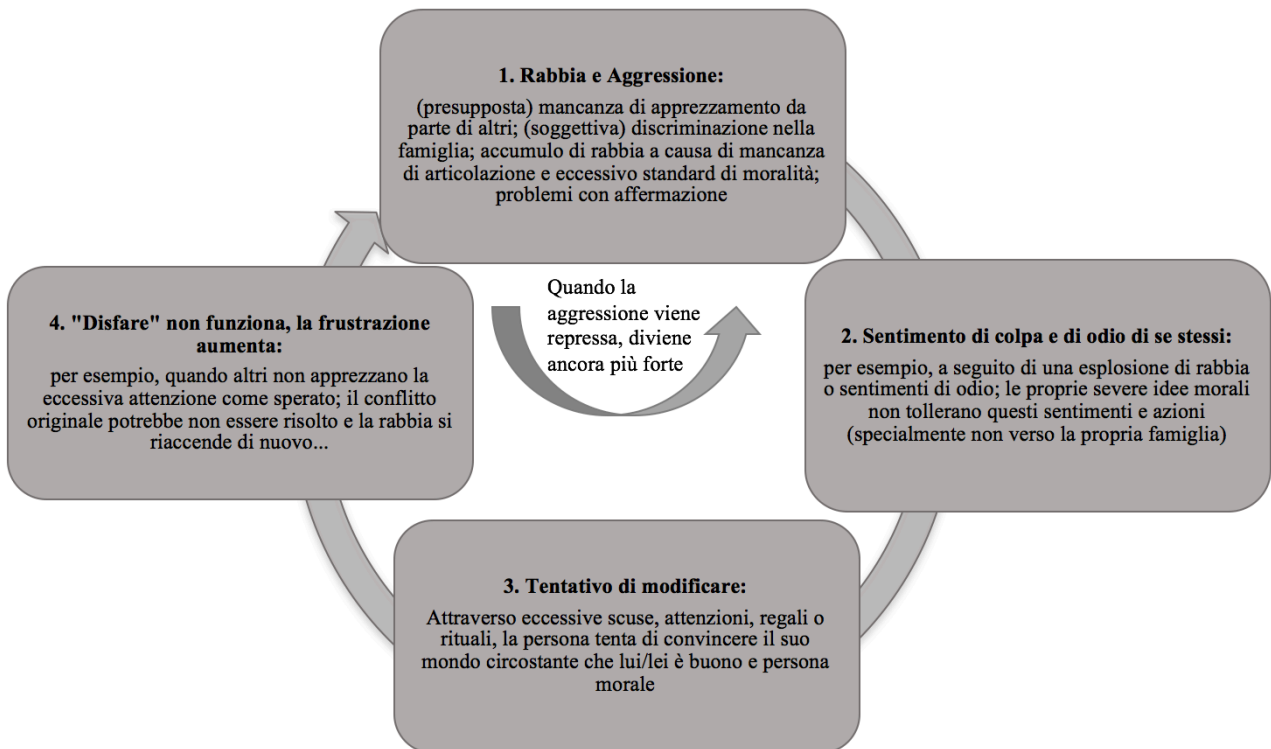 1. Rabbia e Aggressione:
(presupposta) mancanza di apprezzamento da
parte di altri; (soggettiva) discriminazione nella
famiglia; accumulo di rabbia a causa di mancanza
di articolazione e eccessivo standard di moralità;
problemi con affermazione
Quando la
aggressione viene
repressa, diviene
ancora più forte
2. Sentimento di colpa e di odio di se stessi:
per esempio, a seguito di una esplosione di rabbia
o sentimenti di odio; le proprie severe idee morali
non tollerano questi sentimenti e azioni
(specialmente non verso la propria famiglia)
3. Tentativo di modificare:
Attraverso eccessive scuse, attenzioni, regali o
rituali, la persona tenta di convincere il suo
mondo circostante che lui/lei è buono e persona
morale
4. "Disfare" non funziona, la frustrazione
aumenta:
per esempio, quando altri non apprezzano la
eccessiva attenzione come sperato; il conflitto
originale potrebbe non essere risolto e la rabbia si
riaccende di nuovo...